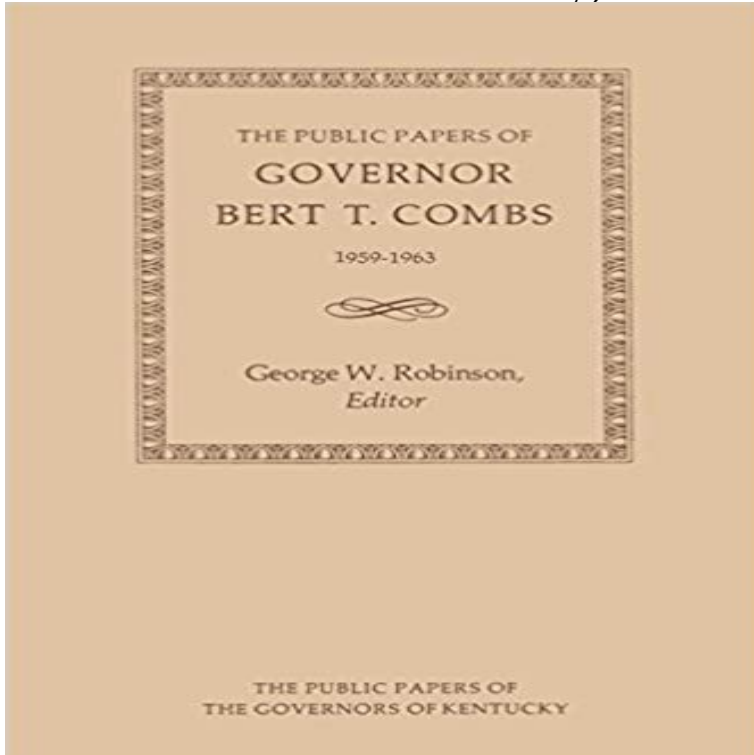 THE PUBLIC PAPERS OF
GOVERNOR
BERT T. COMBS
1959-1963
George W. Robinson,
Editor
THE PUBLIC PAPERS OF
THE GOVERNORS OF KENTUCKY